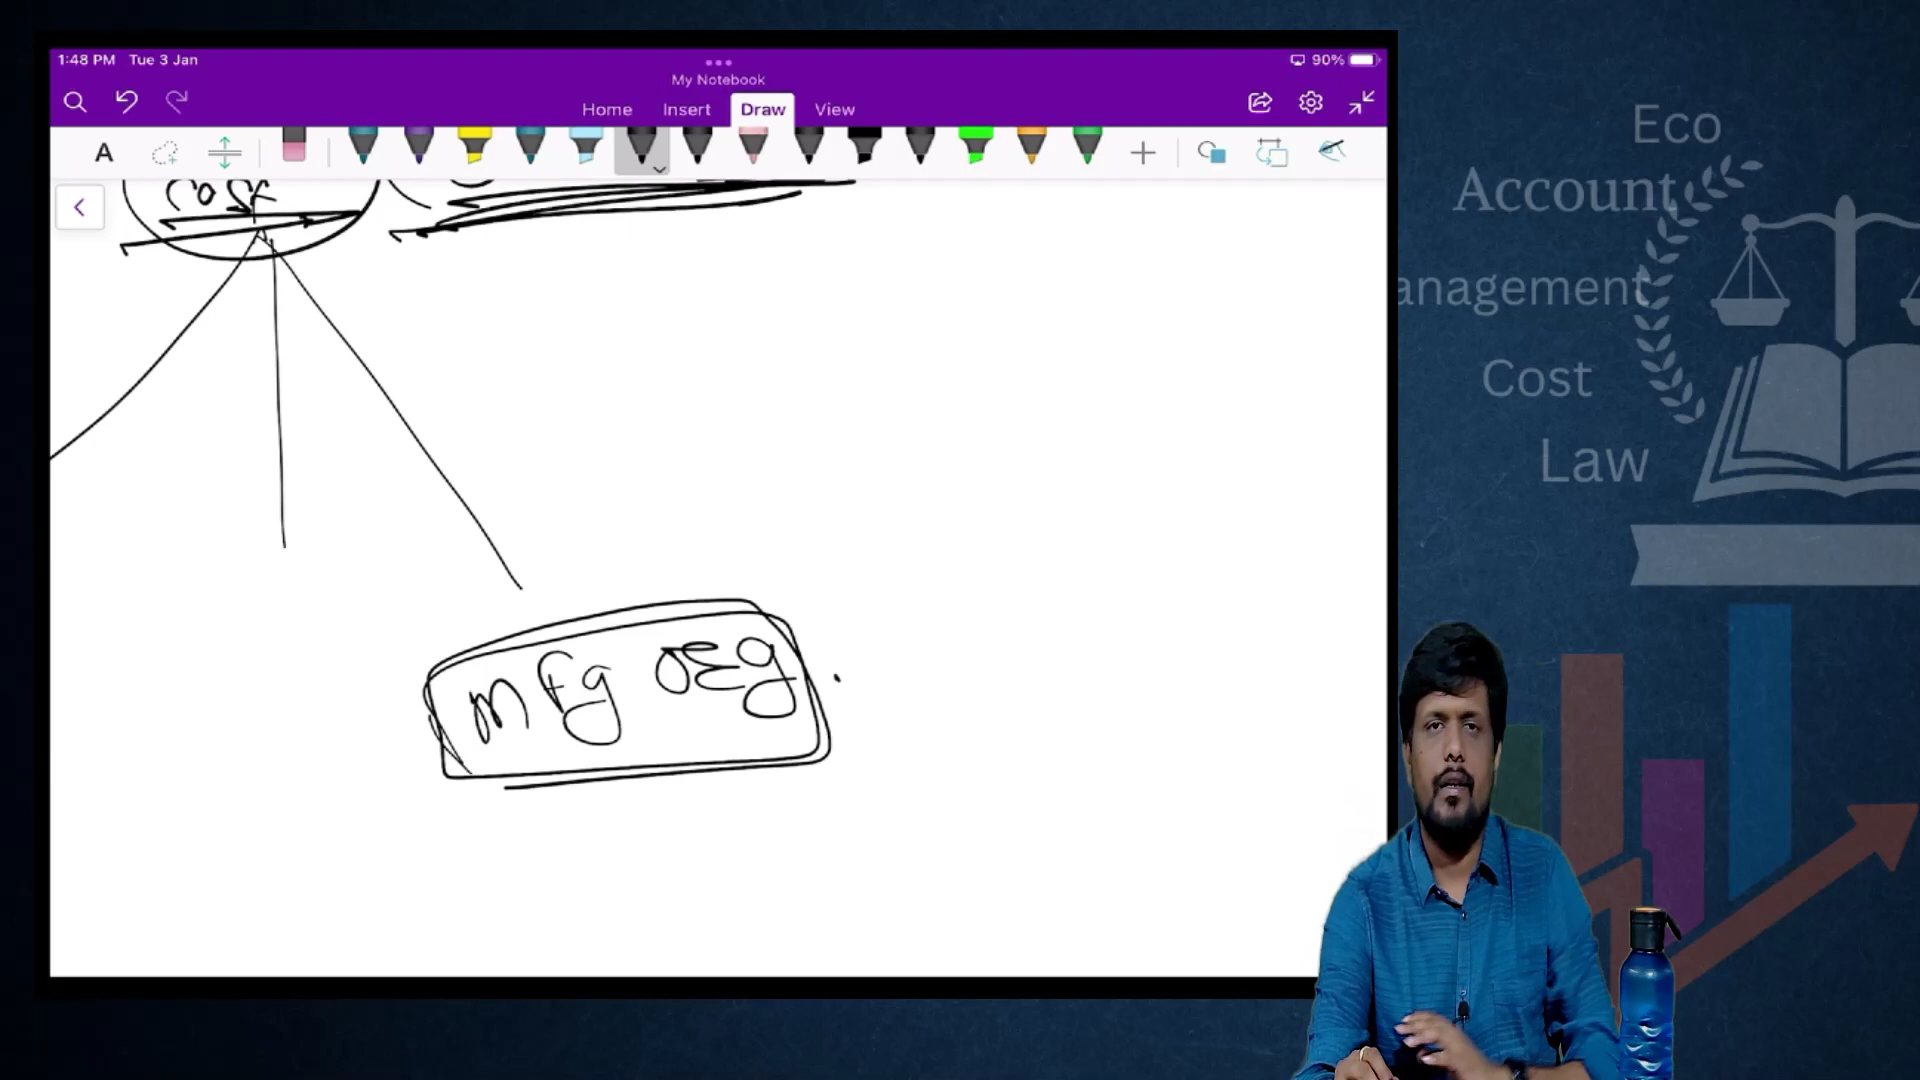 1:48 PM Tue 3 Jan
90%
My Notebook
Home Insert Draw View
A
Cost
mfg org
Eco
Account
anagement
Cost
Law